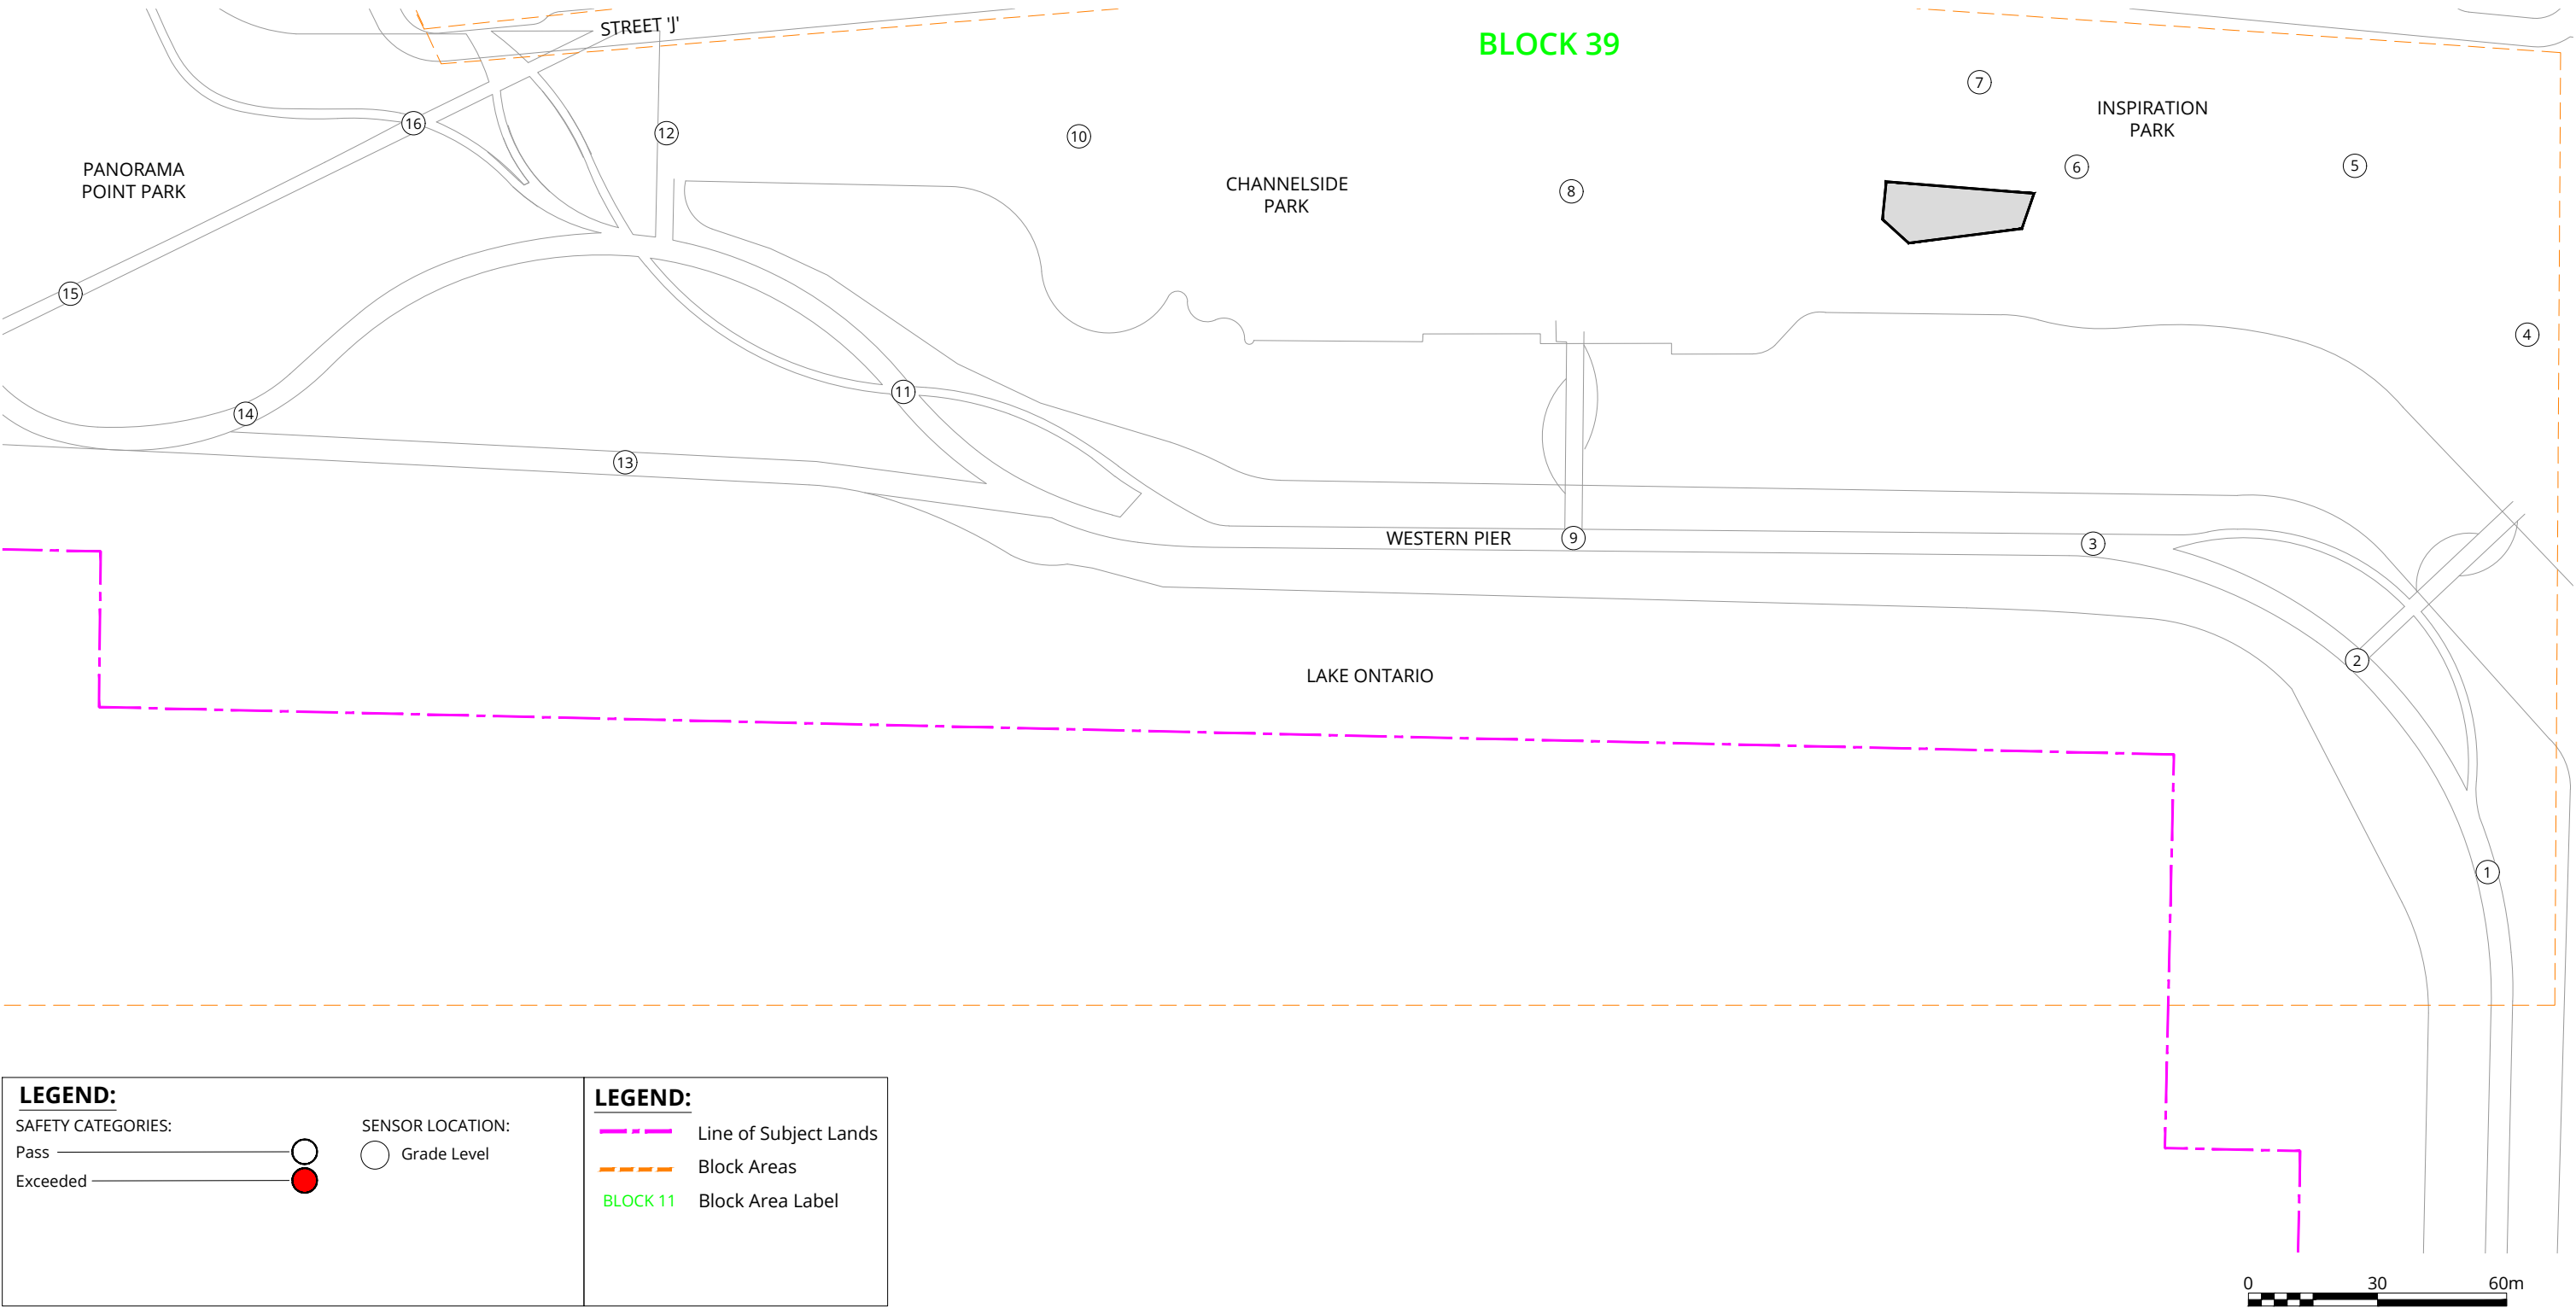 STREET 'J'
BLOCK 39
7
INSPIRATION
PARK
16
12
10
6
5
PANORAMA
POINT PARK
CHANNELSIDE
PARK
8
15
4
11
14
13
WESTERN PIER
9
3
2
LAKE ONTARIO
1
LEGEND:
SAFETY CATEGORIES:
Pass
Exceeded
SENSOR LOCATION:
Grade Level
LEGEND:
Line of Subject Lands
Block Areas
BLOCK 11 Block Area Label
0 30 60m